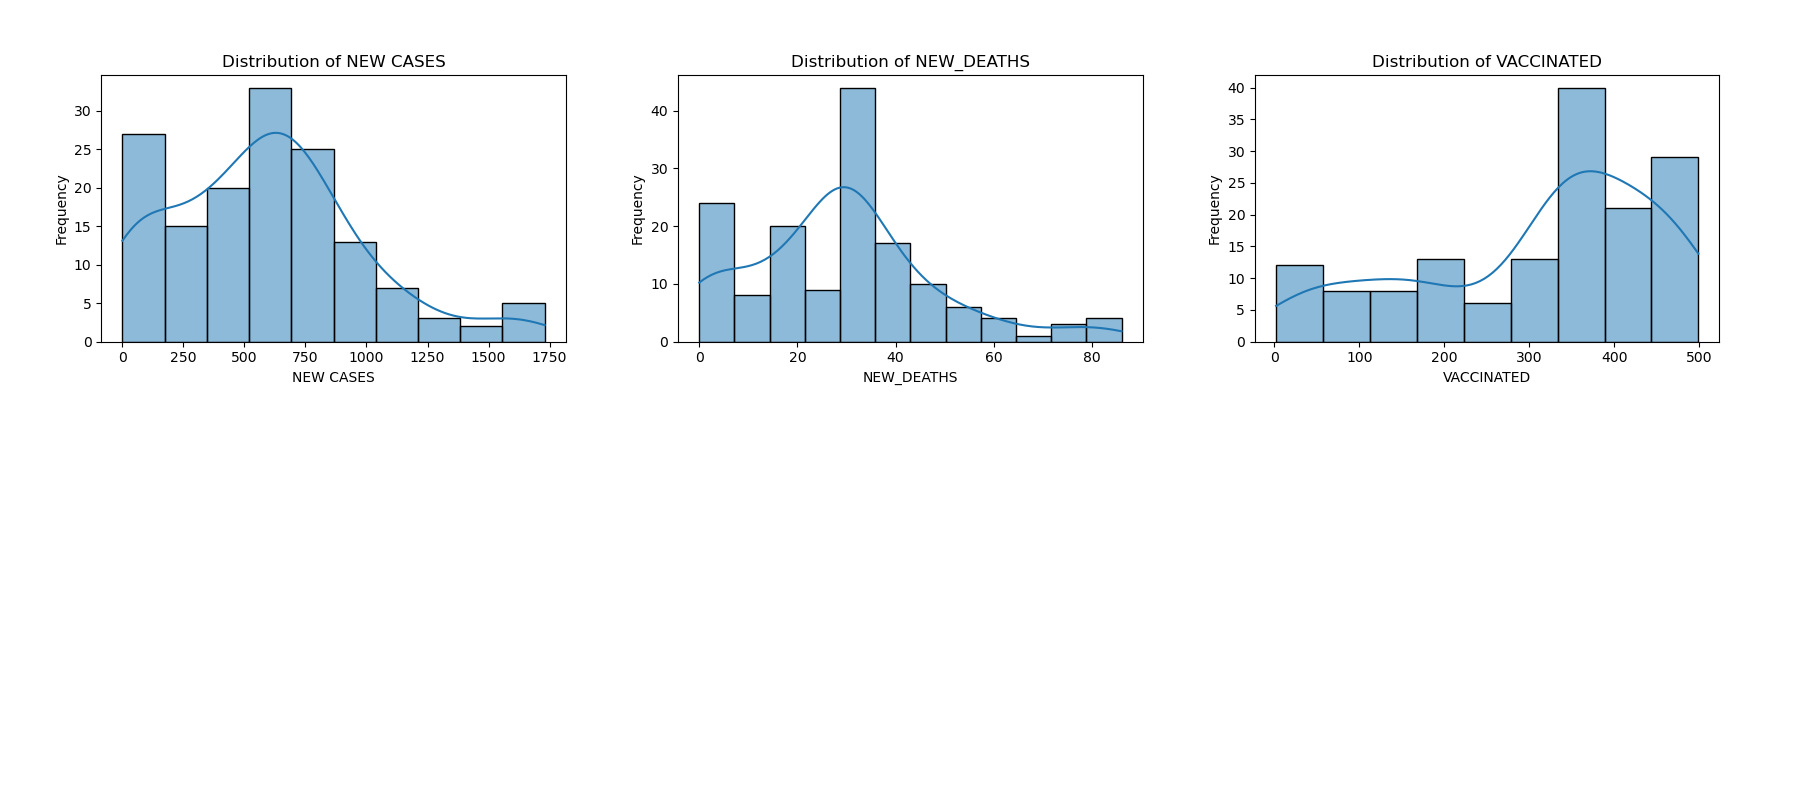 Distribution of NEW CASES
Frequency
30
25
20
15
10
5
0
0 250 500 750 1000 1250 1500 1750
NEW CASES
Distribution of NEW_DEATHS
Frequency
40
30
20
10
0
0 20 40 60 80
NEW_DEATHS
Distribution of VACCINATED
Frequency
40
35
30
25
20
15
10
5
0
0 100 200 300 400 500
VACCINATED